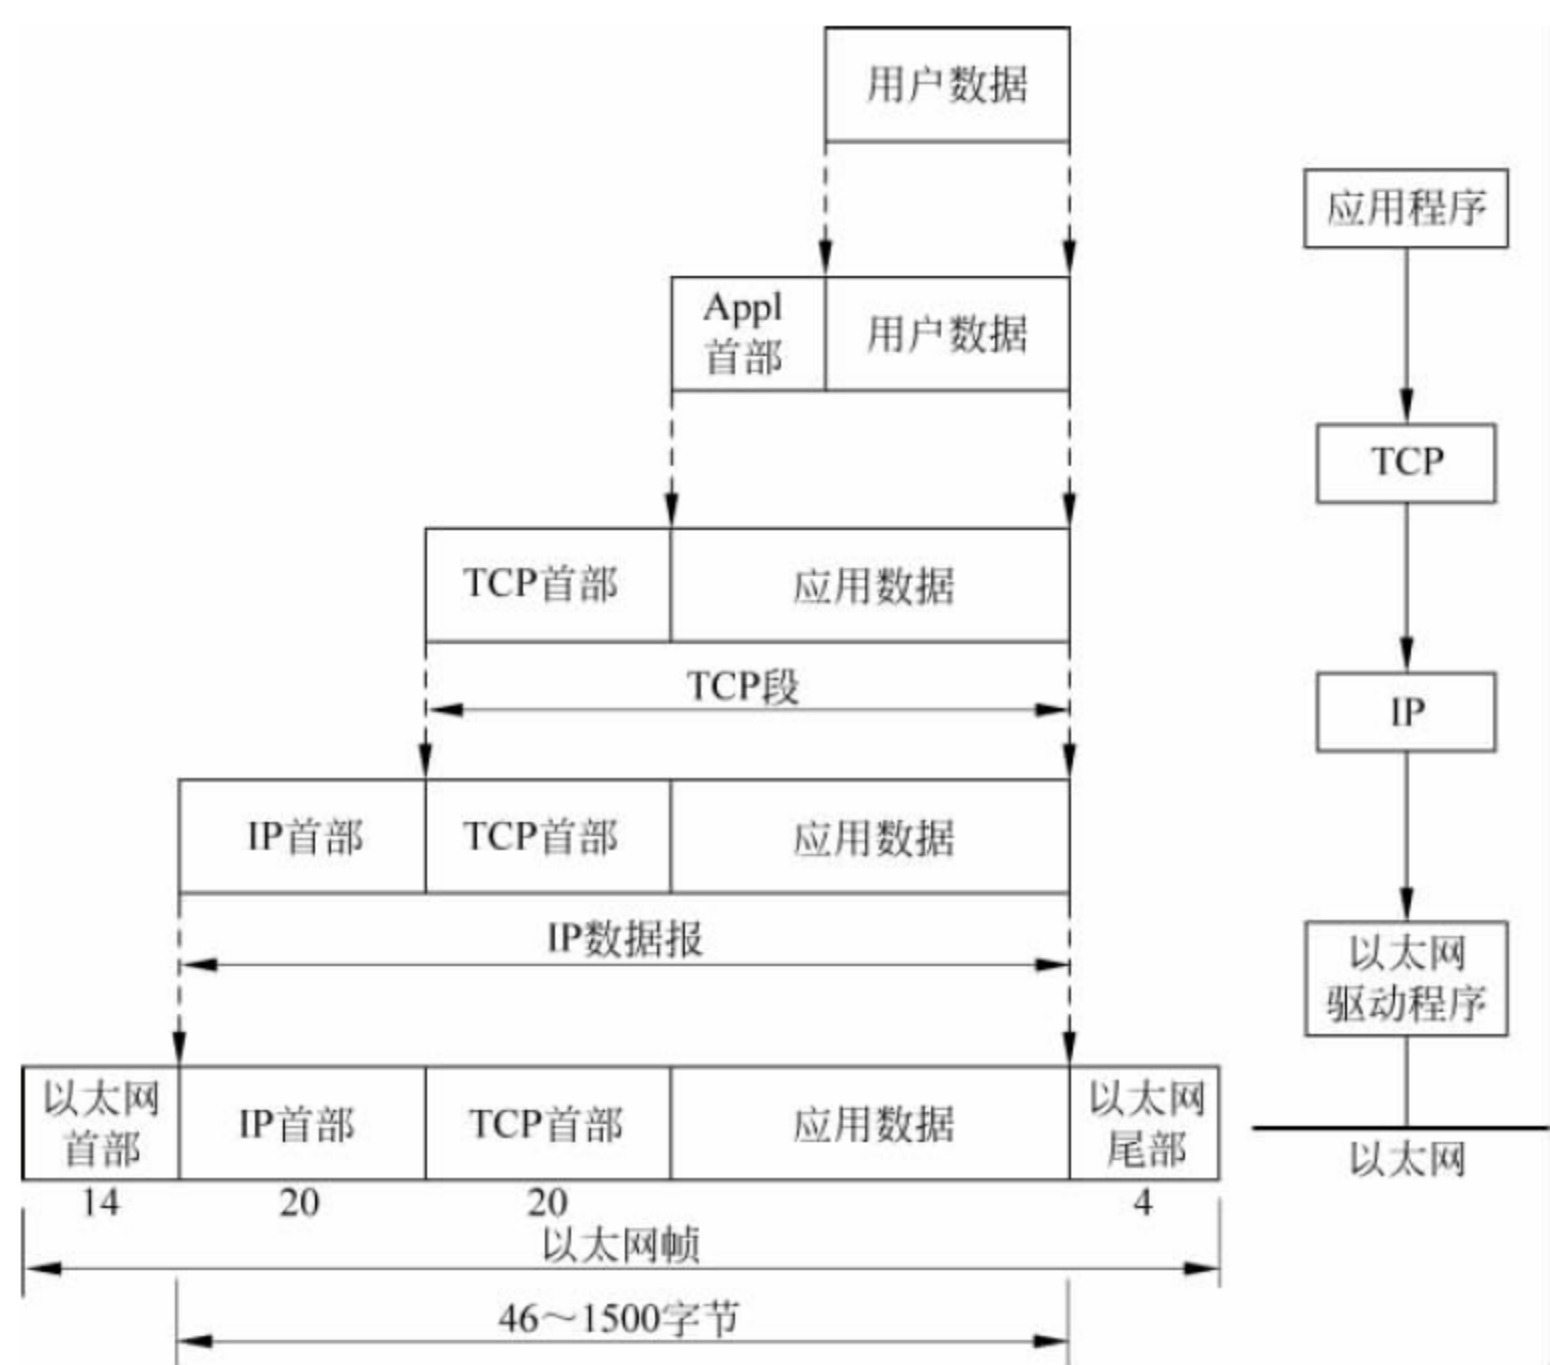 用户数据
应用程序
Appl
首部
用户数据
TCP
TCP首部
应用数据
TCP段
IP
IP首部
TCP首部
应用数据
IP数据报
以太网
驱动程序
以太网
首部
IP首部
TCP首部
应用数据
以太网
尾部
以太网
14
20
20
4
以太网帧
46～1500字节